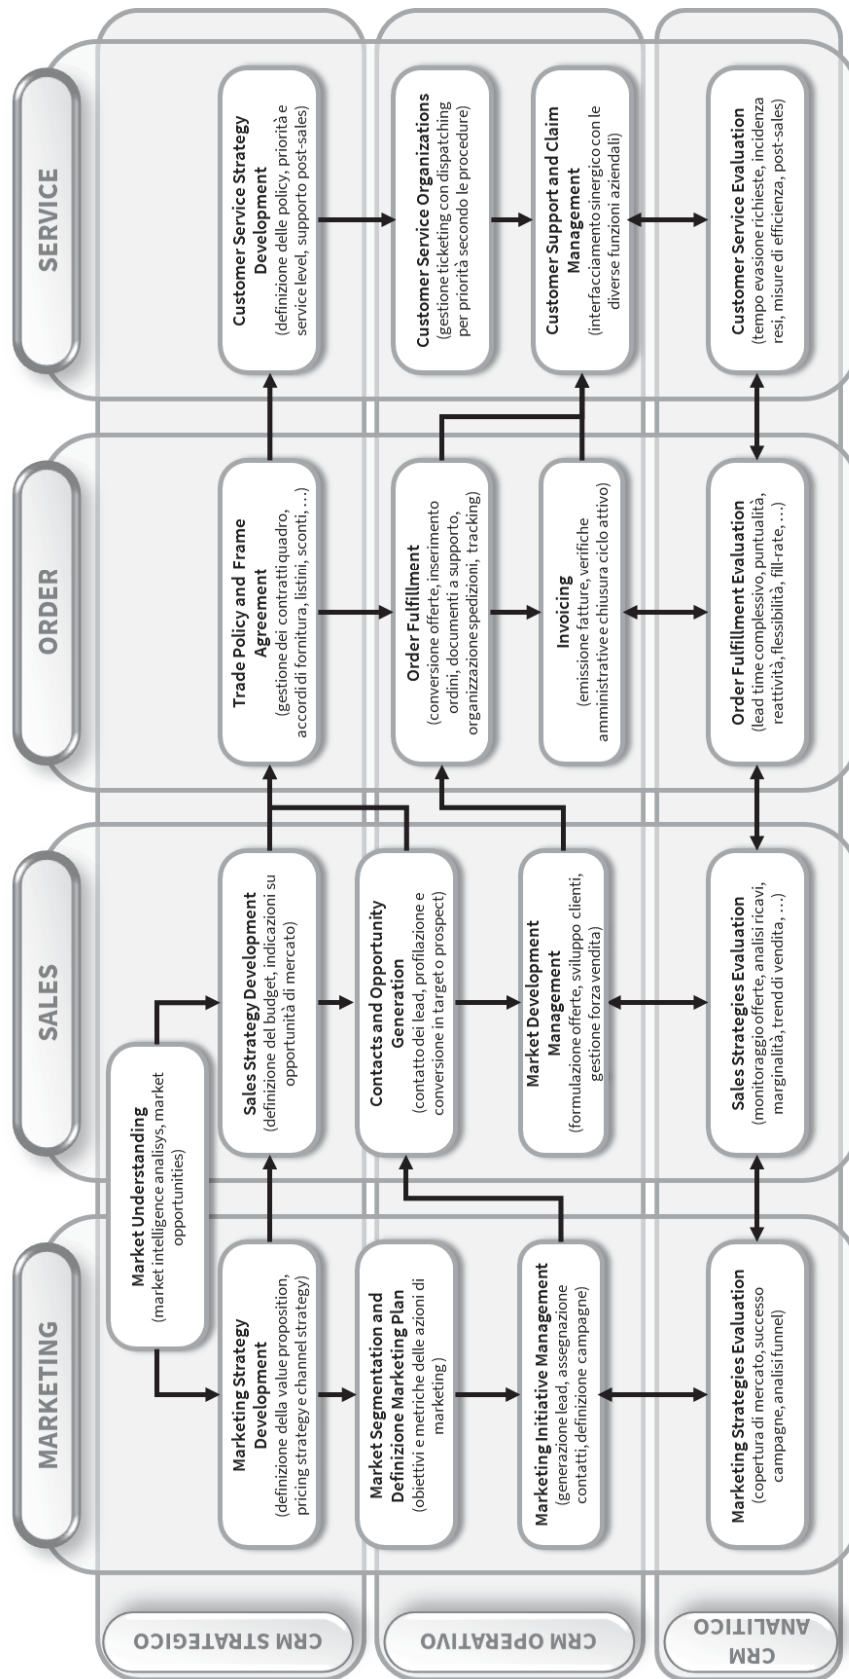 MARKETING
SALES
ORDER
SERVICE
CRM STRATEGICO
Market Understanding
(market intelligence analisys, market
opportunities)
Marketing Strategy
Development
(definizione della value proposition,
pricing strategy e channel strategy)
Sales Strategy Development
(definizione del budget, indicazioni su
opportunità di mercato)
Trade Policy and Frame
Agreement
(gestione dei contratti quadro,
accordi di fornitura, listini, sconti, …)
Customer Service Strategy
Development
(definizione delle policy, priorità e
service level, supporto post-sales)
CRM OPERATIVO
Market Segmentation and
Definizione Marketing Plan
(obiettivi e metriche delle azioni di
marketing)
Contacts and Opportunity
Generation
(contatto dei lead, profilazione e
conversione in target o prospect)
Order Fulfillment
(conversione offerte, inserimento
ordini, documenti a supporto,
organizzazione spedizioni, tracking)
Customer Service Organizations
(gestione ticketing con dispatching
per priorità secondo le procedure)
Marketing Initiative Management
(generazione lead, assegnazione
contatti, definizione campagne)
Market Development
Management
(formulazione offerte, sviluppo clienti,
gestione forza vendita)
Invoicing
(emissione fatture, verifiche
amministrative e chiusura ciclo attivo)
Customer Support and Claim
Management
(interfacciamento sinergico con le
diverse funzioni aziendali)
CRM
ANALITICO
Marketing Strategies Evaluation
(copertura di mercato, successo
campagne, analisi funnel)
Sales Strategies Evaluation
(monitoraggio offerte, analisi ricavi,
marginalità, trend di vendita, …)
Order Fulfillment Evaluation
(lead time complessivo, puntualità,
reattività, flessibilità, fill-rate, …)
Customer Service Evaluation
(tempo evasione richieste, incidenza
resi, misure di efficienza, post-sales)